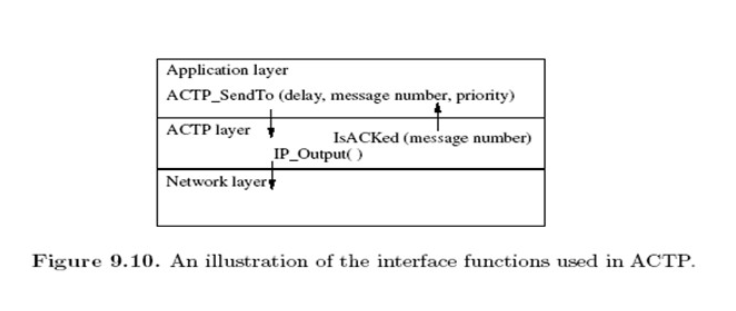 Application layer
ACTP_SendTo (delay, message number, priority)
ACTP layer
IsACKed (message number)
IP_Output( )
Network layer
Figure 9.10. An illustration of the interface functions used in ACTP.